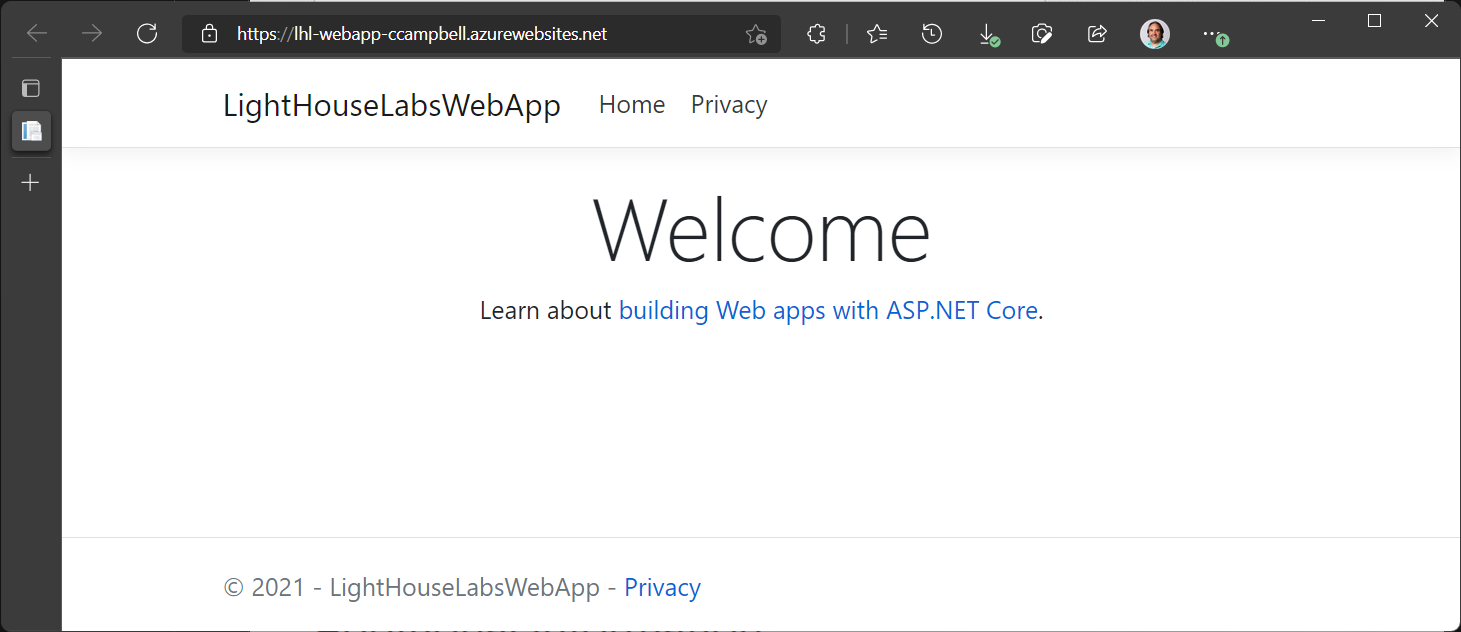 https://lhl-webapp-ccampbell.azurewebsites.net
LightHouseLabsWebApp Home Privacy
Welcome
Learn about building Web apps with ASP.NET Core.
© 2021 - LightHouseLabsWebApp - Privacy